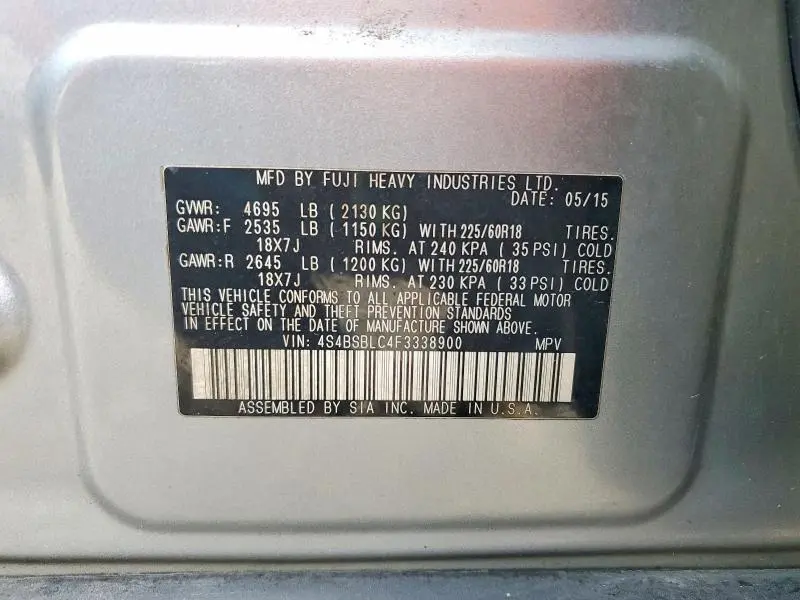 MFD BY FUJI HEAVY INDUSTRIES LTD.
DATE: 05/15
GVWR: 4695 LB ( 2130 KG)
GAWR:F 2535 LB ( 1150 KG) WITH 225/60R18 TIRES.
18X7J RIMS. AT 240 KPA ( 35 PSI) COLD
GAWR:R 2645 LB ( 1200 KG) WITH 225/60R18 TIRES.
18X7J RIMS. AT 230 KPA ( 33 PSI) COLD
THIS VEHICLE CONFORMS TO ALL APPLICABLE FEDERAL MOTOR
VEHICLE SAFETY AND THEFT PREVENTION STANDARDS
IN EFFECT ON THE DATE OF MANUFACTURE SHOWN ABOVE.
VIN: 4S4BSBLC4F3338900 MPV
ASSEMBLED BY SIA INC. MADE IN U.S.A.